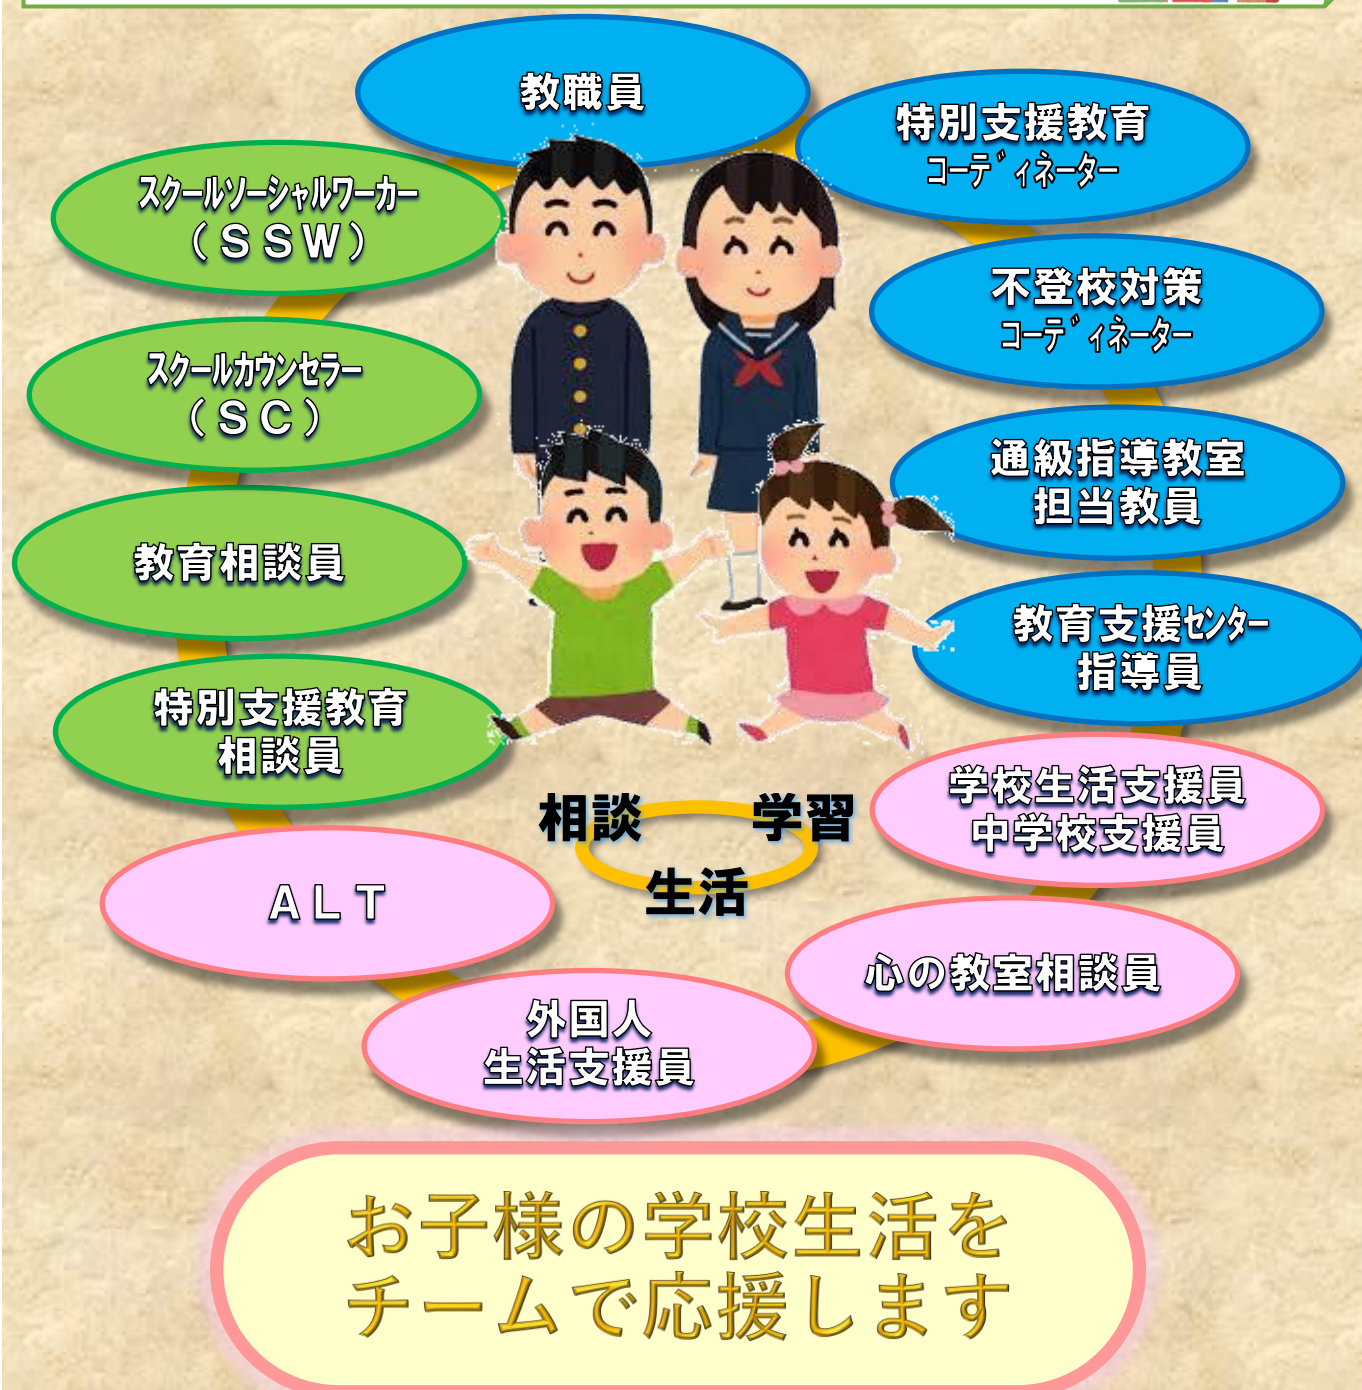 教職員
特別支援教育
コーディネーター
不登校対策
コーディネーター
通級指導教室
担当教員
教育支援センター
指導員
学校生活支援員
中学校支援員
心の教室相談員
外国人
生活支援員
ＡＬＴ
特別支援教育
相談員
教育相談員
スクールカウンセラー
（ＳＣ）
スクールソーシャルワーカー
（ＳＳＷ）
相談
学習
生活
お子様の学校生活を
チームで応援します